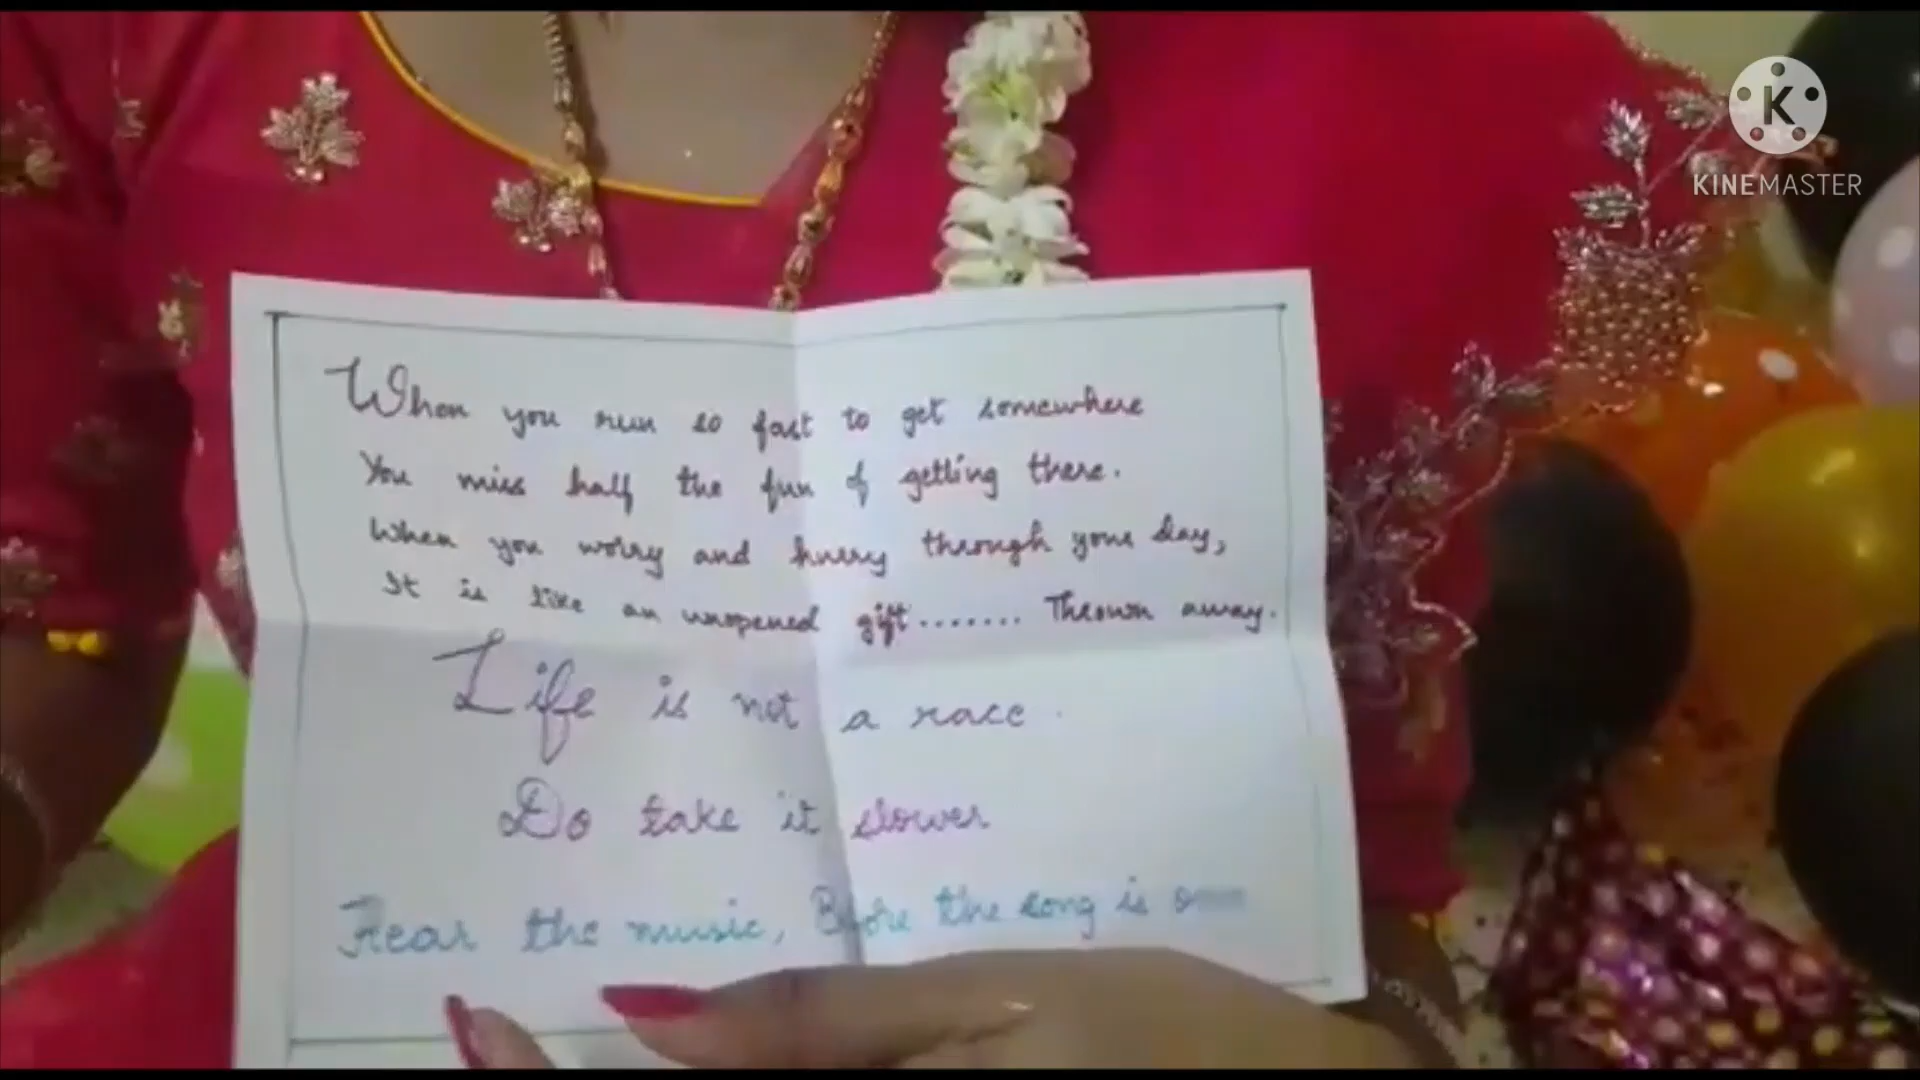 KINEMASTER
When you run so fast to get somewhere
You miss half the fun of getting there.
When you worry and hurry through your day,
It is like an unopened gift....... Thrown away.
Life is not a race.
Do take it slower
Hear the music, Before the song is